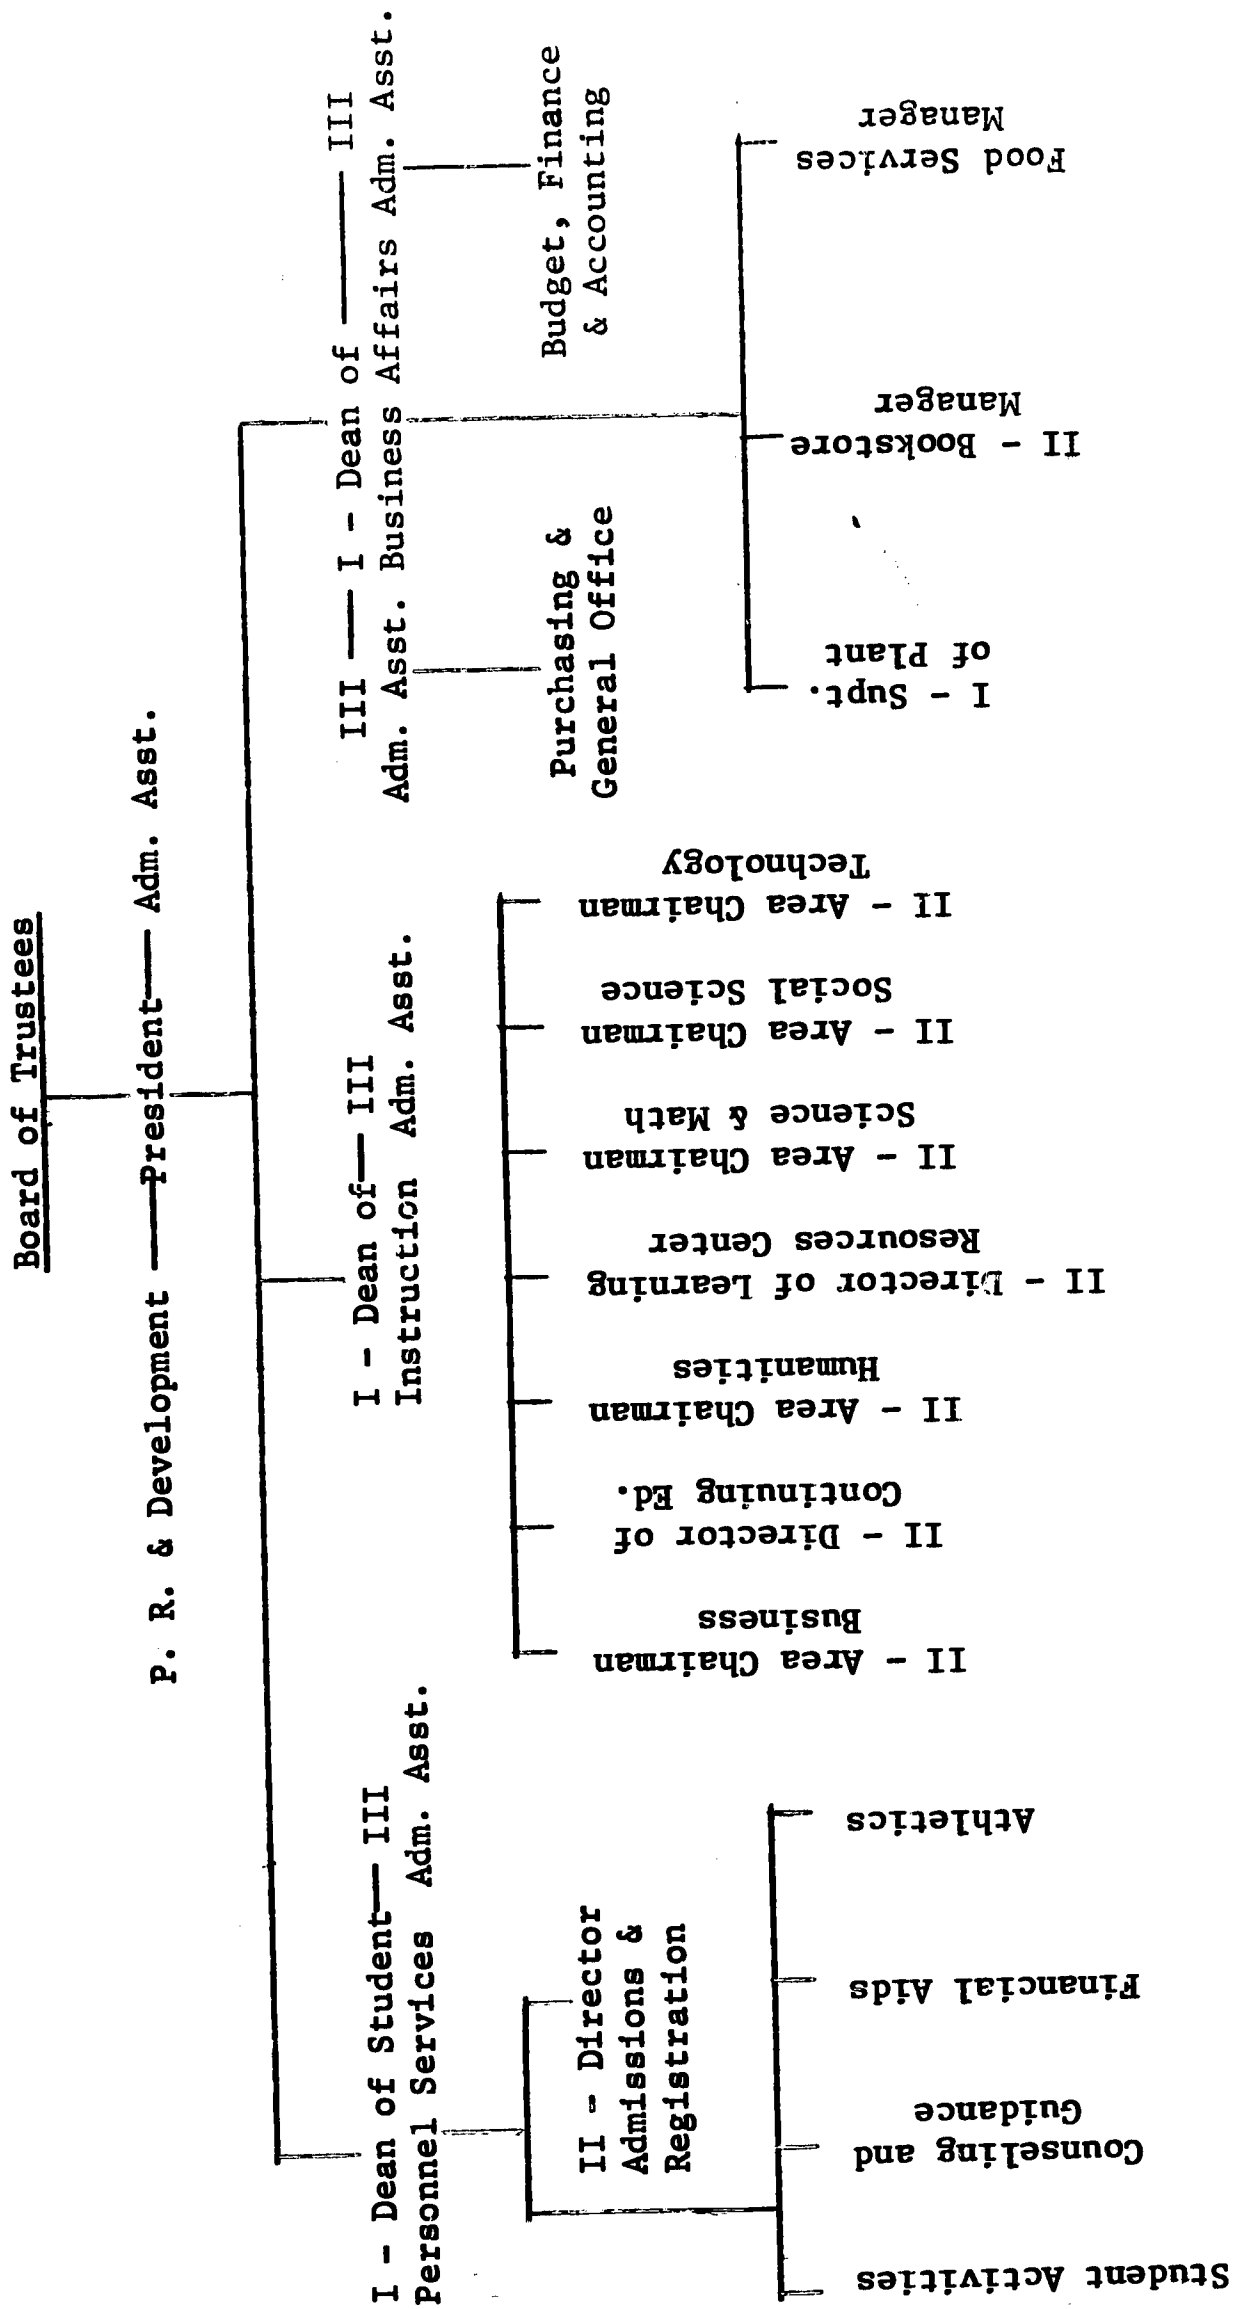 Board of Trustees
P. R. & Development — President — Adm. Asst.
I - Dean of Student — III
Personnel Services Adm. Asst.
I - Dean of — III
Instruction Adm. Asst.
III — I - Dean of — III
Adm. Asst. Business Affairs Adm. Asst.
II - Director
Admissions &
Registration
Purchasing &
General Office
Budget, Finance
& Accounting
Student Activities
Counseling and
Guidance
Financial Aids
Athletics
II - Area Chairman
Business
II - Director of
Continuing Ed.
II - Area Chairman
Humanities
II - Director of Learning
Resources Center
II - Area Chairman
Science & Math
II - Area Chairman
Social Science
II - Area Chairman
Technology
I - Supt.
of Plant
II - Bookstore
Manager
Food Services
Manager